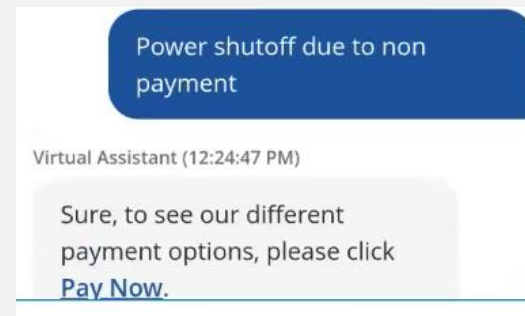 Power shutoff due to non
payment
Virtual Assistant (12:24:47 PM)
Sure, to see our different
payment options, please click
Pay Now.